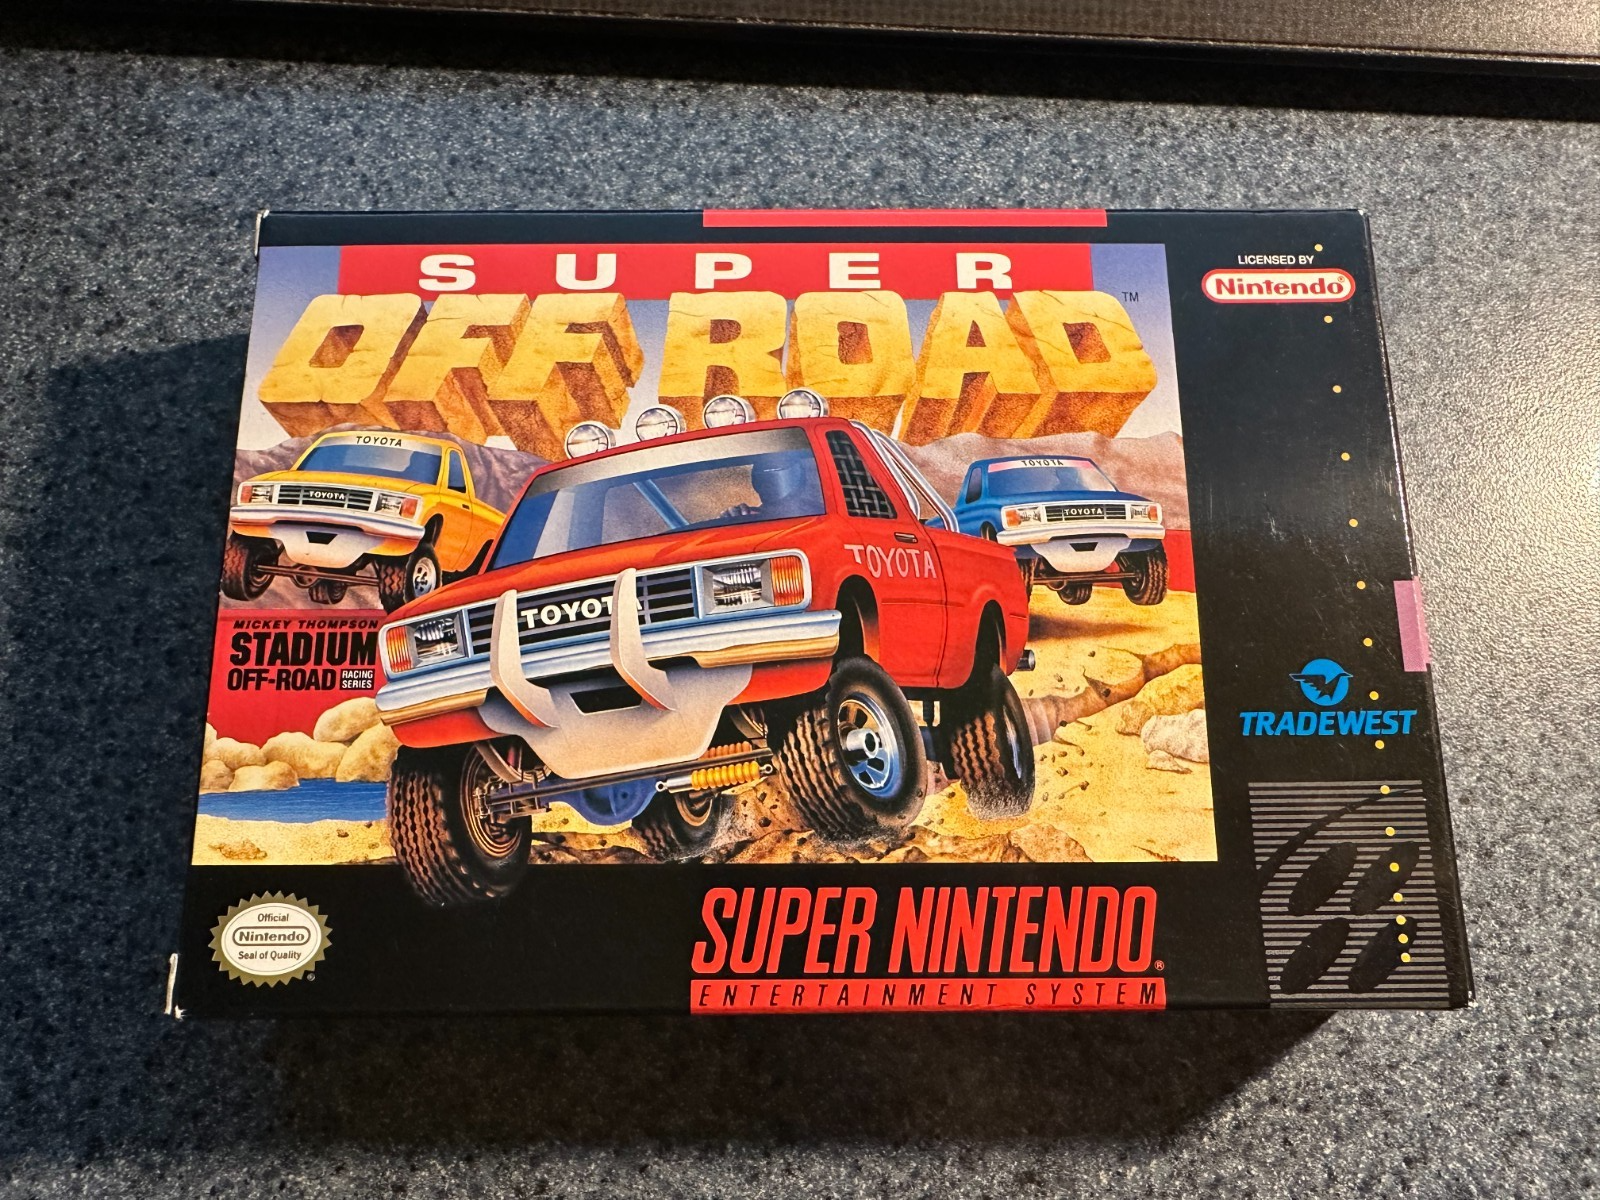 SUPER
OFF ROAD
™
LICENSED BY
Nintendo®
TOYOTA
TOYOTA
TOYOTA
TOYOTA
TOYOTA
TOYOTA
MICKEY THOMPSON
STADIUM
OFF-ROAD RACING SERIES
TRADEWEST
Official
Nintendo
Seal of Quality
SUPER NINTENDO®
ENTERTAINMENT SYSTEM